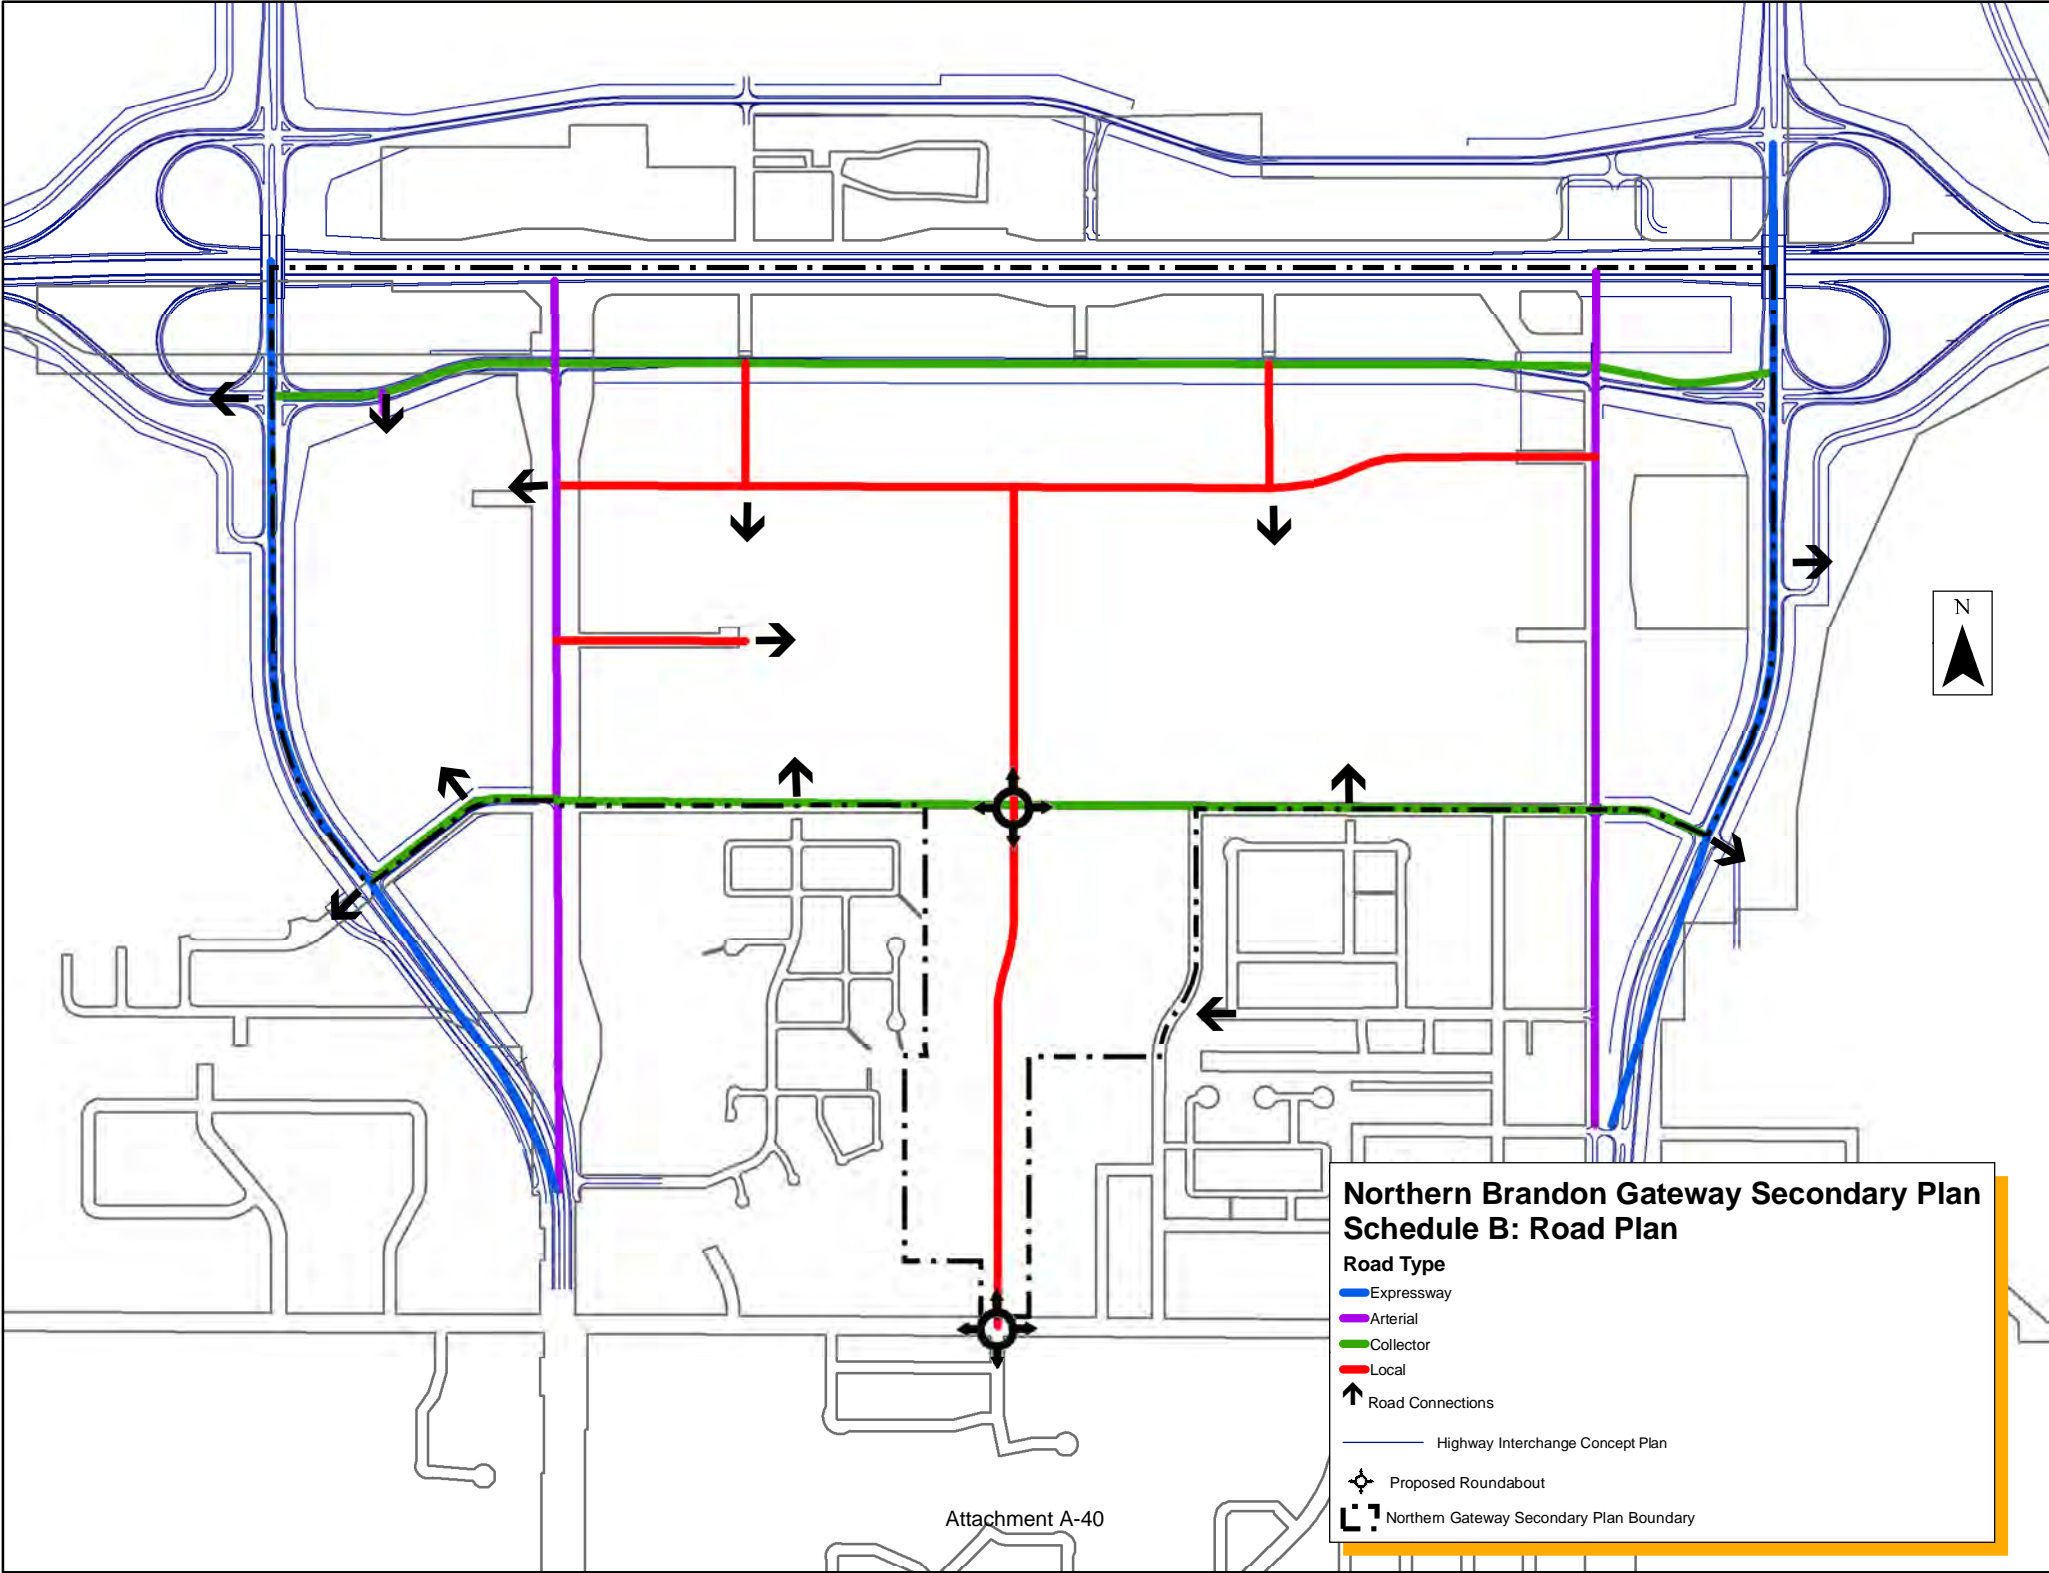 N
Northern Brandon Gateway Secondary Plan
Schedule B: Road Plan
Road Type
Expressway
Arterial
Collector
Local
Road Connections
Highway Interchange Concept Plan
Proposed Roundabout
Northern Gateway Secondary Plan Boundary
Attachment A-40